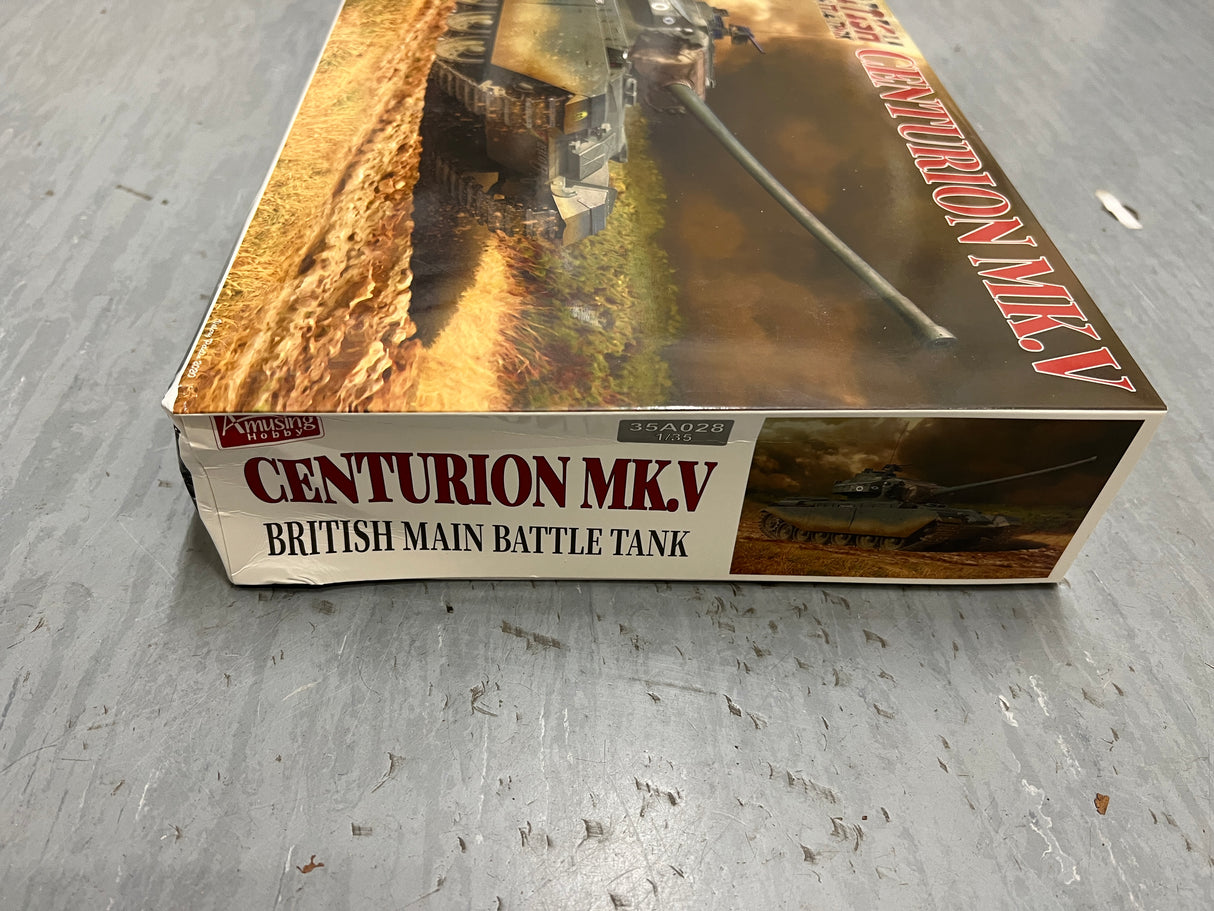 CENTURION MK.V
Amusing
Hobby
35A028
1/35
CENTURION MK.V
BRITISH MAIN BATTLE TANK